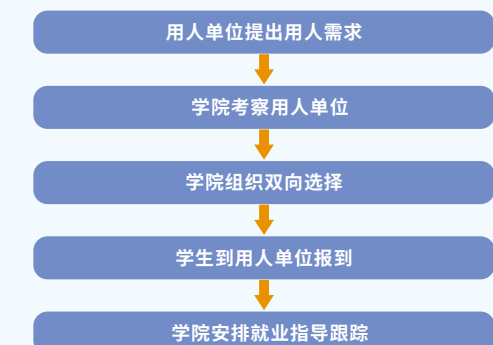 用人单位提出用人需求
学院考察用人单位
学院组织双向选择
学生到用人单位报到
学院安排就业指导跟踪